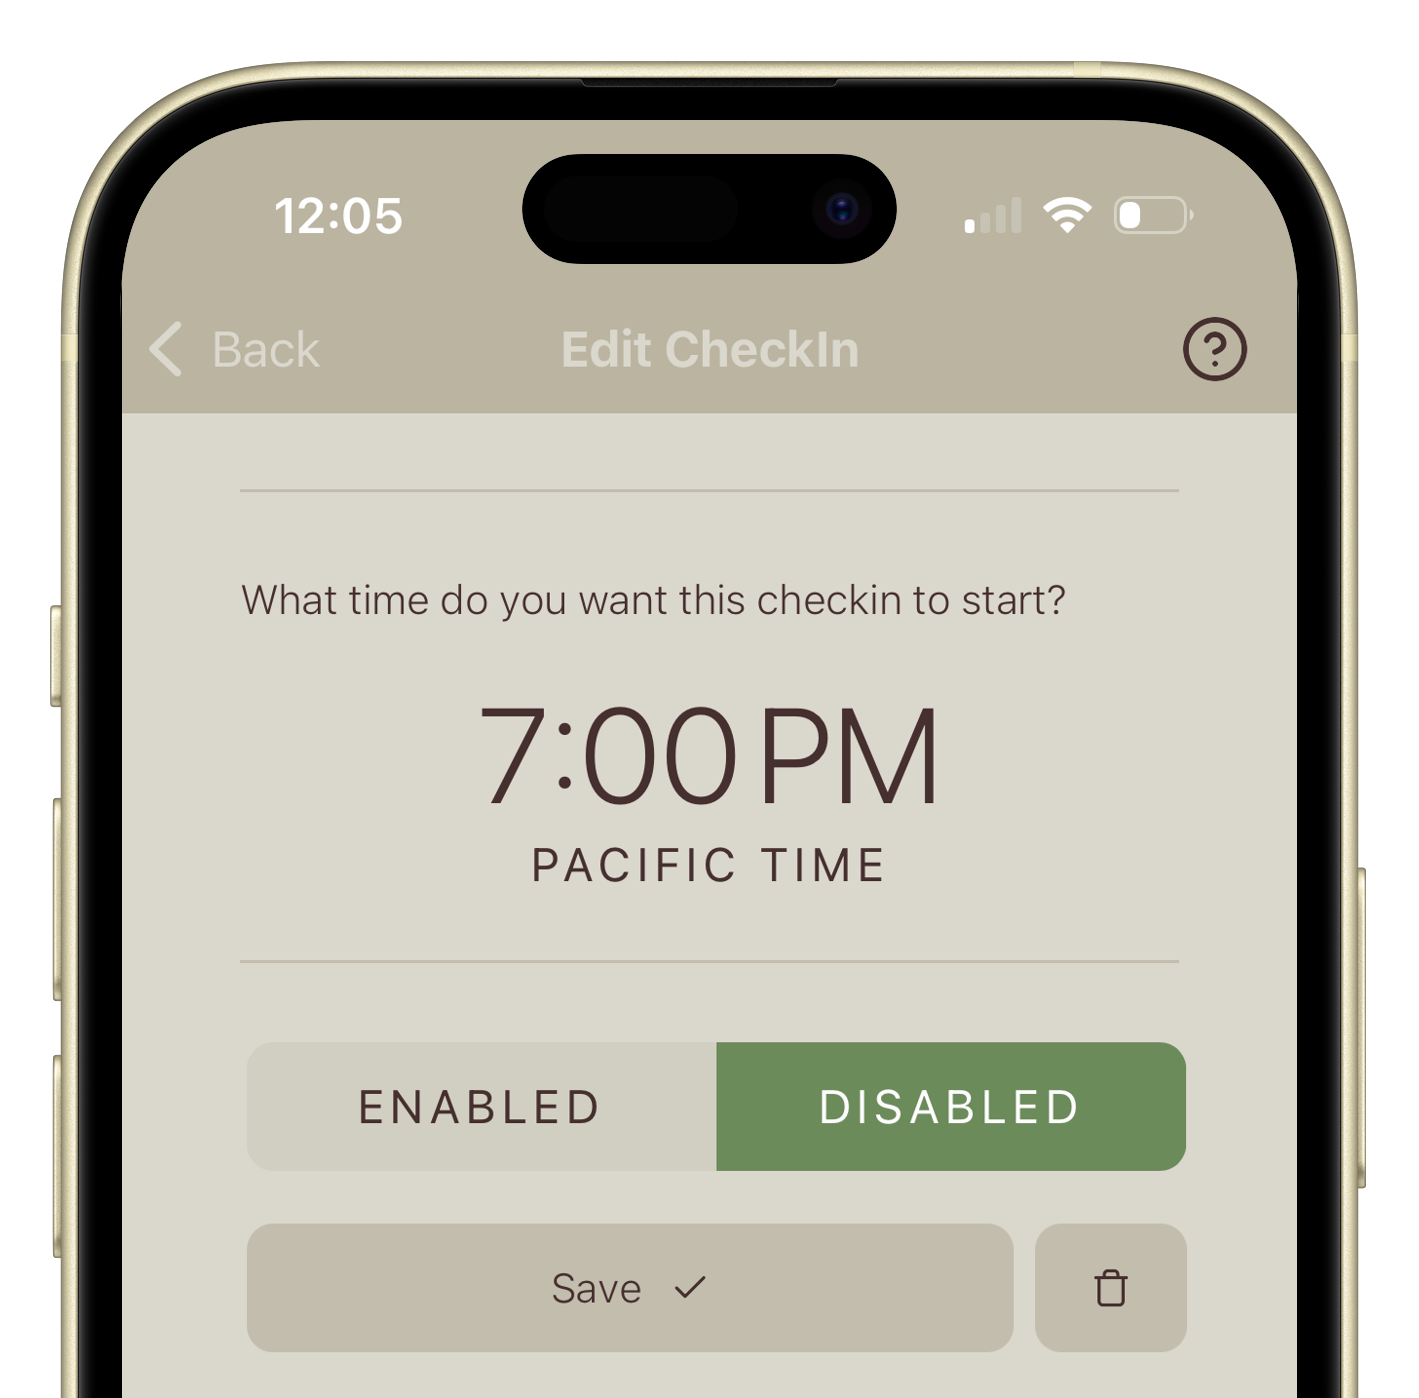 12:05
Back Edit CheckIn
What time do you want this checkin to start?
7:00 PM
PACIFIC TIME
ENABLED DISABLED
Save